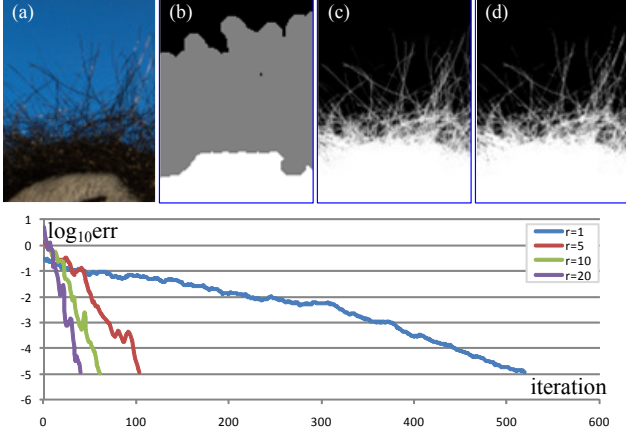 (a) (b) (c) (d)
1
log10err
0
-1
-2
-3
-4
-5
-6
r=1
r=5
r=10
r=20
iteration
0 100 200 300 400 500 600